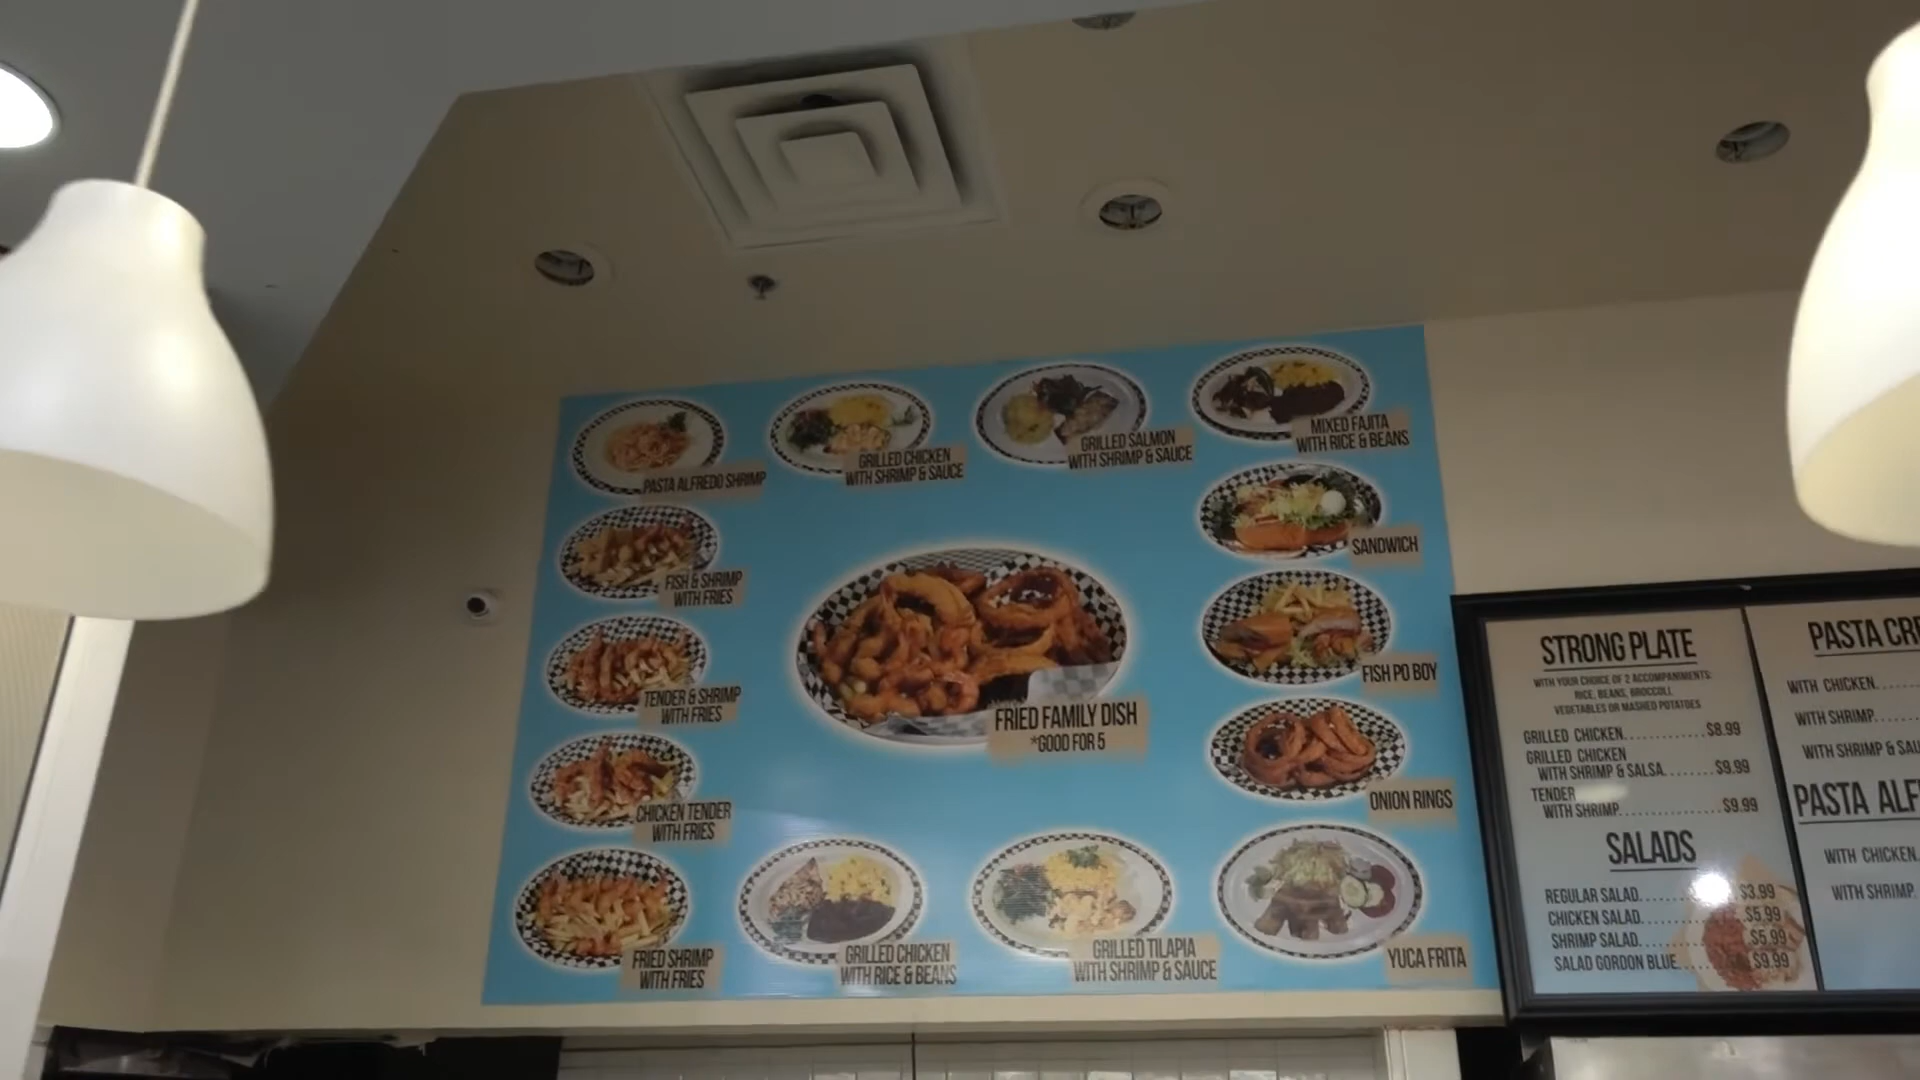 PASTA ALFREDO SHRIMP
GRILLED CHICKEN
WITH SHRIMP & SAUCE
GRILLED SALMON
WITH SHRIMP & SAUCE
MIXED FAJITA
WITH RICE & BEANS
FISH & SHRIMP
WITH FRIES
SANDWICH
TENDER & SHRIMP
WITH FRIES
FRIED FAMILY DISH
*GOOD FOR 5
FISH PO BOY
CHICKEN TENDER
WITH FRIES
ONION RINGS
FRIED SHRIMP
WITH FRIES
GRILLED CHICKEN
WITH RICE & BEANS
GRILLED TILAPIA
WITH SHRIMP & SAUCE
YUCA FRITA
STRONG PLATE
WITH YOUR CHOICE OF 2 ACCOMPANIMENTS:
RICE, BEANS, BROCCOLI,
VEGETABLES OR MASHED POTATOES
GRILLED CHICKEN.............$8.99
GRILLED CHICKEN
WITH SHRIMP & SALSA........$9.99
TENDER
WITH SHRIMP................$9.99
SALADS
REGULAR SALAD..............$3.99
CHICKEN SALAD..............$5.99
SHRIMP SALAD...............$5.99
SALAD GORDON BLUE..........$9.99
PASTA CRE
WITH CHICKEN.....
WITH SHRIMP.....
WITH SHRIMP & SAU
PASTA ALF
WITH CHICKEN.
WITH SHRIMP.